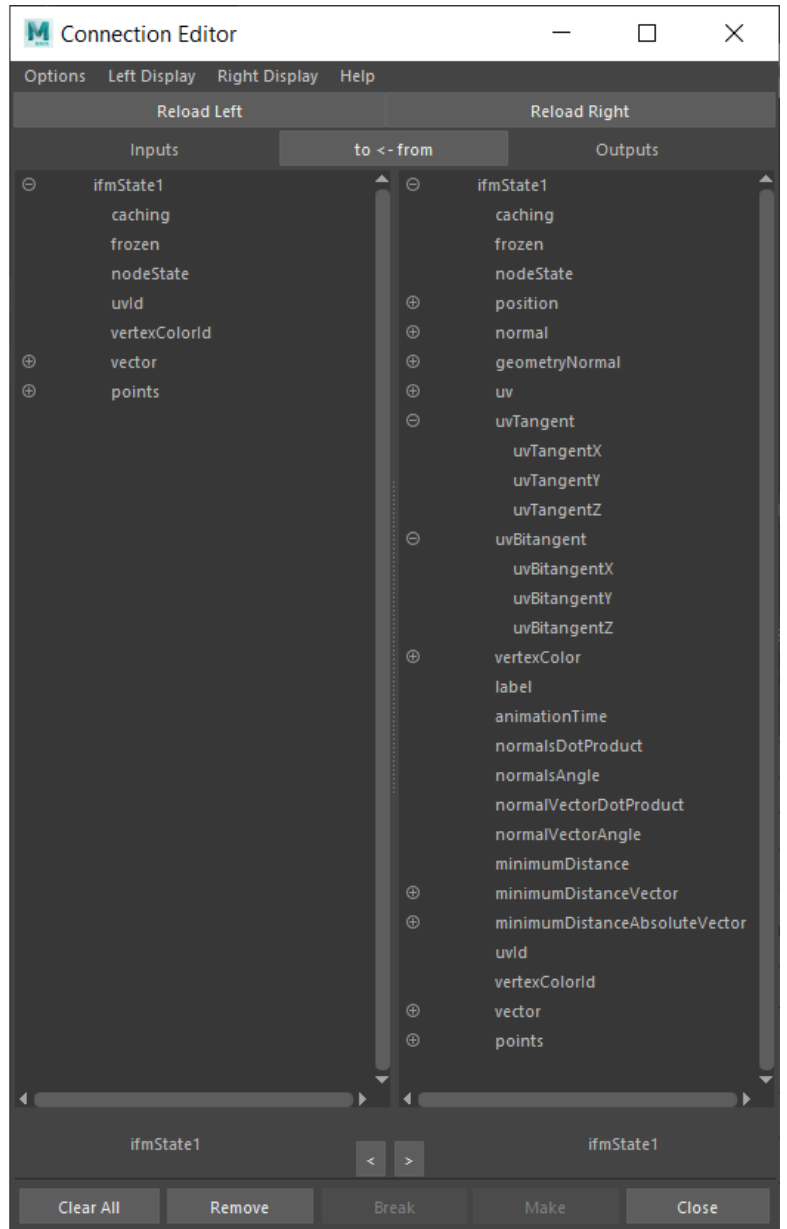 Connection Editor
Options Left Display Right Display Help
Reload Left Reload Right
Inputs to <- from Outputs
ifmState1
caching
frozen
nodeState
uvId
vertexColorId
vector
points
ifmState1
caching
frozen
nodeState
position
normal
geometryNormal
uv
uvTangent
uvTangentX
uvTangentY
uvTangentZ
uvBitangent
uvBitangentX
uvBitangentY
uvBitangentZ
vertexColor
label
animationTime
normalsDotProduct
normalsAngle
normalVectorDotProduct
normalVectorAngle
minimumDistance
minimumDistanceVector
minimumDistanceAbsoluteVector
uvId
vertexColorId
vector
points
ifmState1 < > ifmState1
Clear All Remove Break Make Close